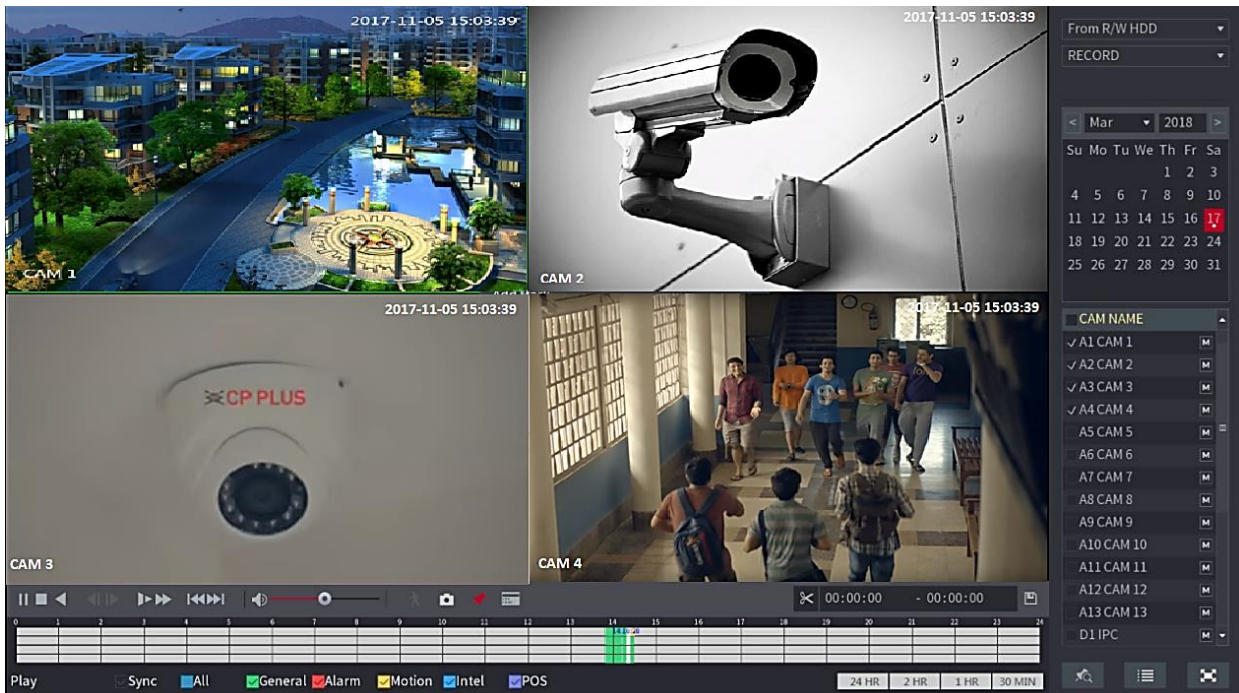 2017-11-05 15:03:39
CAM 1
2017-11-05 15:03:39
CAM 2
2017-11-05 15:03:39
CP PLUS
CAM 3
2017-11-05 15:03:39
CAM 4
From R/W HDD
RECORD
< Mar 2018 >
Su Mo Tu We Th Fr Sa
1 2 3
4 5 6 7 8 9 10
11 12 13 14 15 16 17
18 19 20 21 22 23 24
25 26 27 28 29 30 31
CAM NAME
A1 CAM 1 M
A2 CAM 2 M
A3 CAM 3 M
A4 CAM 4 M
A5 CAM 5 M
A6 CAM 6 M
A7 CAM 7 M
A8 CAM 8 M
A9 CAM 9 M
A10 CAM 10 M
A11 CAM 11 M
A12 CAM 12 M
A13 CAM 13 M
D1 IPC M
00:00:00 - 00:00:00
0 1 2 3 4 5 6 7 8 9 10 11 12 13 14 15 16 17 18 19 20 21 22 23 24
Play Sync All General Alarm Motion Intel POS
24 HR 2 HR 1 HR 30 MIN